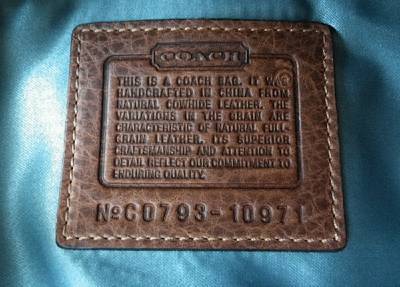 COACH
THIS IS A COACH BAG. IT WAS
HANDCRAFTED IN CHINA FROM
NATURAL COWHIDE LEATHER. THE
VARIATIONS IN THE GRAIN ARE
CHARACTERISTIC OF NATURAL FULL-
GRAIN LEATHER. ITS SUPERIOR
CRAFTSMANSHIP AND ATTENTION TO
DETAIL REFLECT OUR COMMITMENT TO
ENDURING QUALITY.
NºC0793-10971